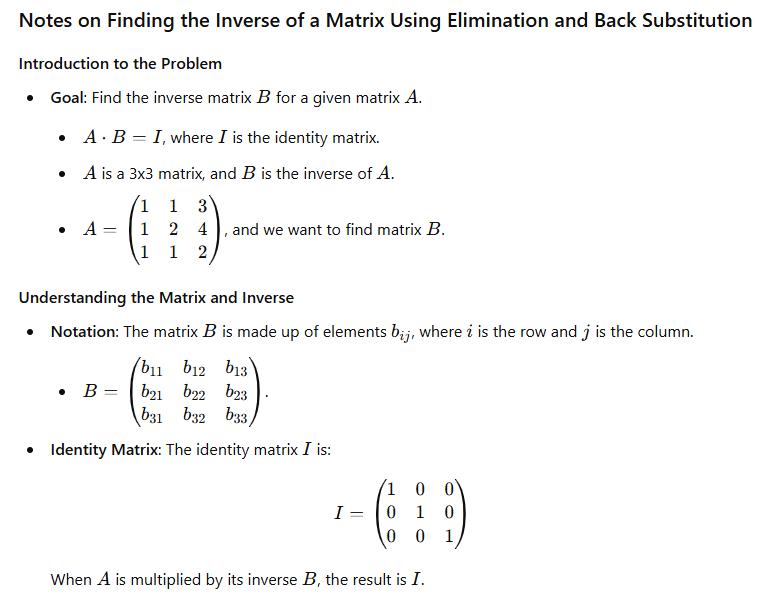 Notes on Finding the Inverse of a Matrix Using Elimination and Back Substitution
Introduction to the Problem
• Goal: Find the inverse matrix B for a given matrix A.
• A · B = I, where I is the identity matrix.
• A is a 3x3 matrix, and B is the inverse of A.
• A = \begin{pmatrix} 1 & 1 & 3 \\ 1 & 2 & 4 \\ 1 & 1 & 2 \end{pmatrix}, and we want to find matrix B.
Understanding the Matrix and Inverse
• Notation: The matrix B is made up of elements b_{ij}, where i is the row and j is the column.
• B = \begin{pmatrix} b_{11} & b_{12} & b_{13} \\ b_{21} & b_{22} & b_{23} \\ b_{31} & b_{32} & b_{33} \end{pmatrix}.
• Identity Matrix: The identity matrix I is:
I = \begin{pmatrix} 1 & 0 & 0 \\ 0 & 1 & 0 \\ 0 & 0 & 1 \end{pmatrix}
When A is multiplied by its inverse B, the result is I.